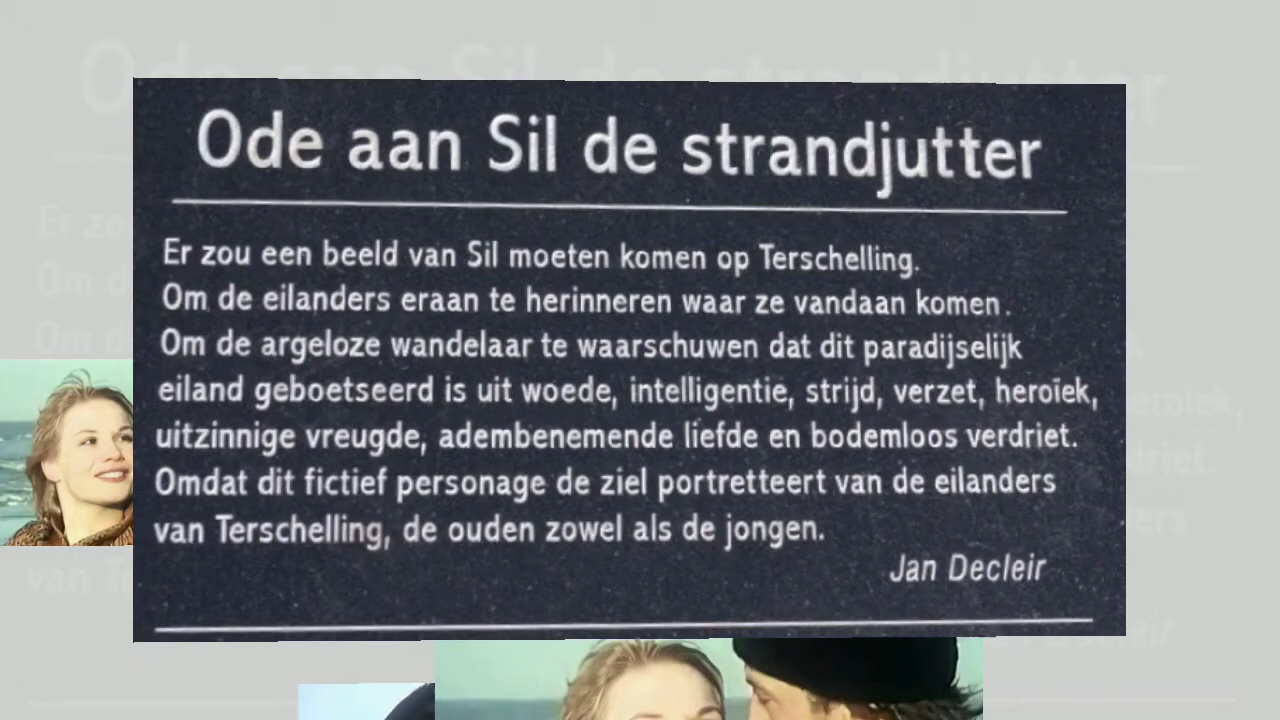 Ode aan Sil de strandjutter
Er zou een beeld van Sil moeten komen op Terschelling.
Om de eilanders eraan te herinneren waar ze vandaan komen.
Om de argeloze wandelaar te waarschuwen dat dit paradijselijk
eiland geboetseerd is uit woede, intelligentie, strijd, verzet, heroïek,
uitzinnige vreugde, adembenemende liefde en bodemloos verdriet.
Omdat dit fictief personage de ziel portretteert van de eilanders
van Terschelling, de ouden zowel als de jongen.
Jan Decleir